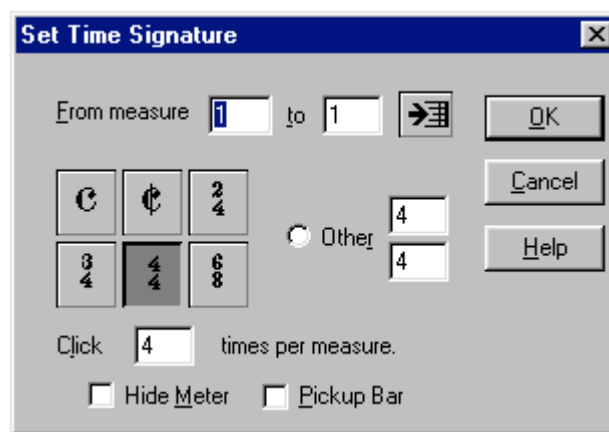 Set Time Signature
From measure 1 to 1
OK
Cancel
Help
C ¢ 2/4
3/4 4/4 6/8
Other 4
4
Click 4 times per measure.
Hide Meter Pickup Bar